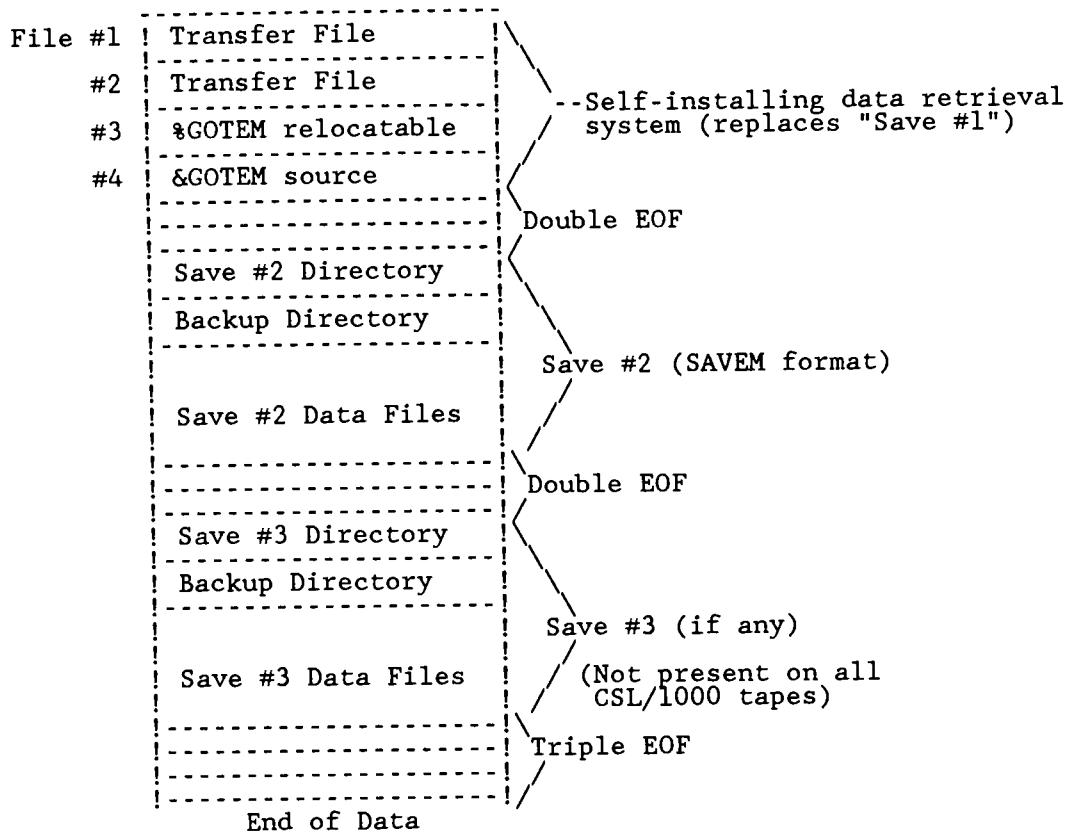 File #1 ! Transfer File
#2 ! Transfer File
--Self-installing data retrieval
system (replaces "Save #1")
#3 ! %GOTEM relocatable
#4 ! &GOTEM source
Double EOF
Save #2 Directory
Backup Directory
Save #2 (SAVEM format)
Save #2 Data Files
Double EOF
Save #3 Directory
Backup Directory
Save #3 (if any)
(Not present on all
CSL/1000 tapes)
Save #3 Data Files
Triple EOF
End of Data